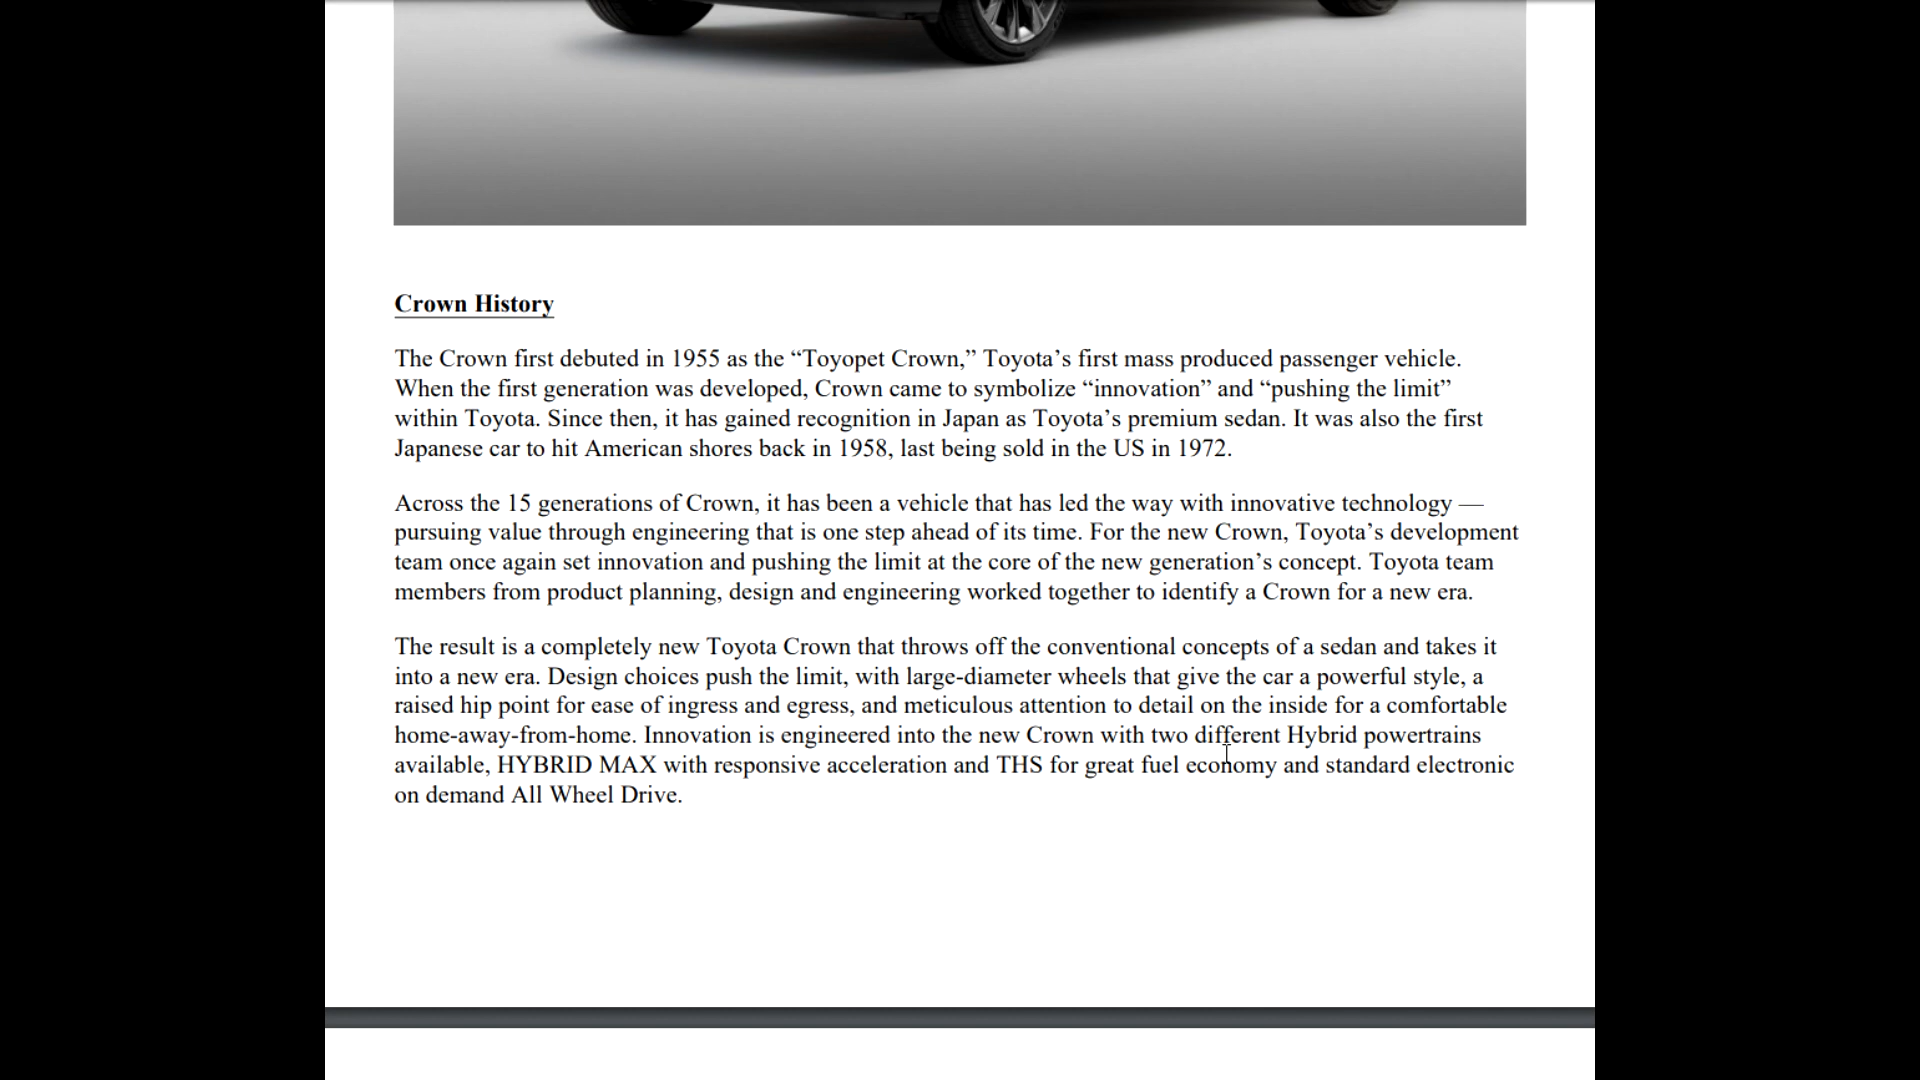 Crown History
The Crown first debuted in 1955 as the “Toyopet Crown,” Toyota’s first mass produced passenger vehicle.
When the first generation was developed, Crown came to symbolize “innovation” and “pushing the limit”
within Toyota. Since then, it has gained recognition in Japan as Toyota’s premium sedan. It was also the first
Japanese car to hit American shores back in 1958, last being sold in the US in 1972.
Across the 15 generations of Crown, it has been a vehicle that has led the way with innovative technology —
pursuing value through engineering that is one step ahead of its time. For the new Crown, Toyota’s development
team once again set innovation and pushing the limit at the core of the new generation’s concept. Toyota team
members from product planning, design and engineering worked together to identify a Crown for a new era.
The result is a completely new Toyota Crown that throws off the conventional concepts of a sedan and takes it
into a new era. Design choices push the limit, with large-diameter wheels that give the car a powerful style, a
raised hip point for ease of ingress and egress, and meticulous attention to detail on the inside for a comfortable
home-away-from-home. Innovation is engineered into the new Crown with two different Hybrid powertrains
available, HYBRID MAX with responsive acceleration and THS for great fuel economy and standard electronic
on demand All Wheel Drive.